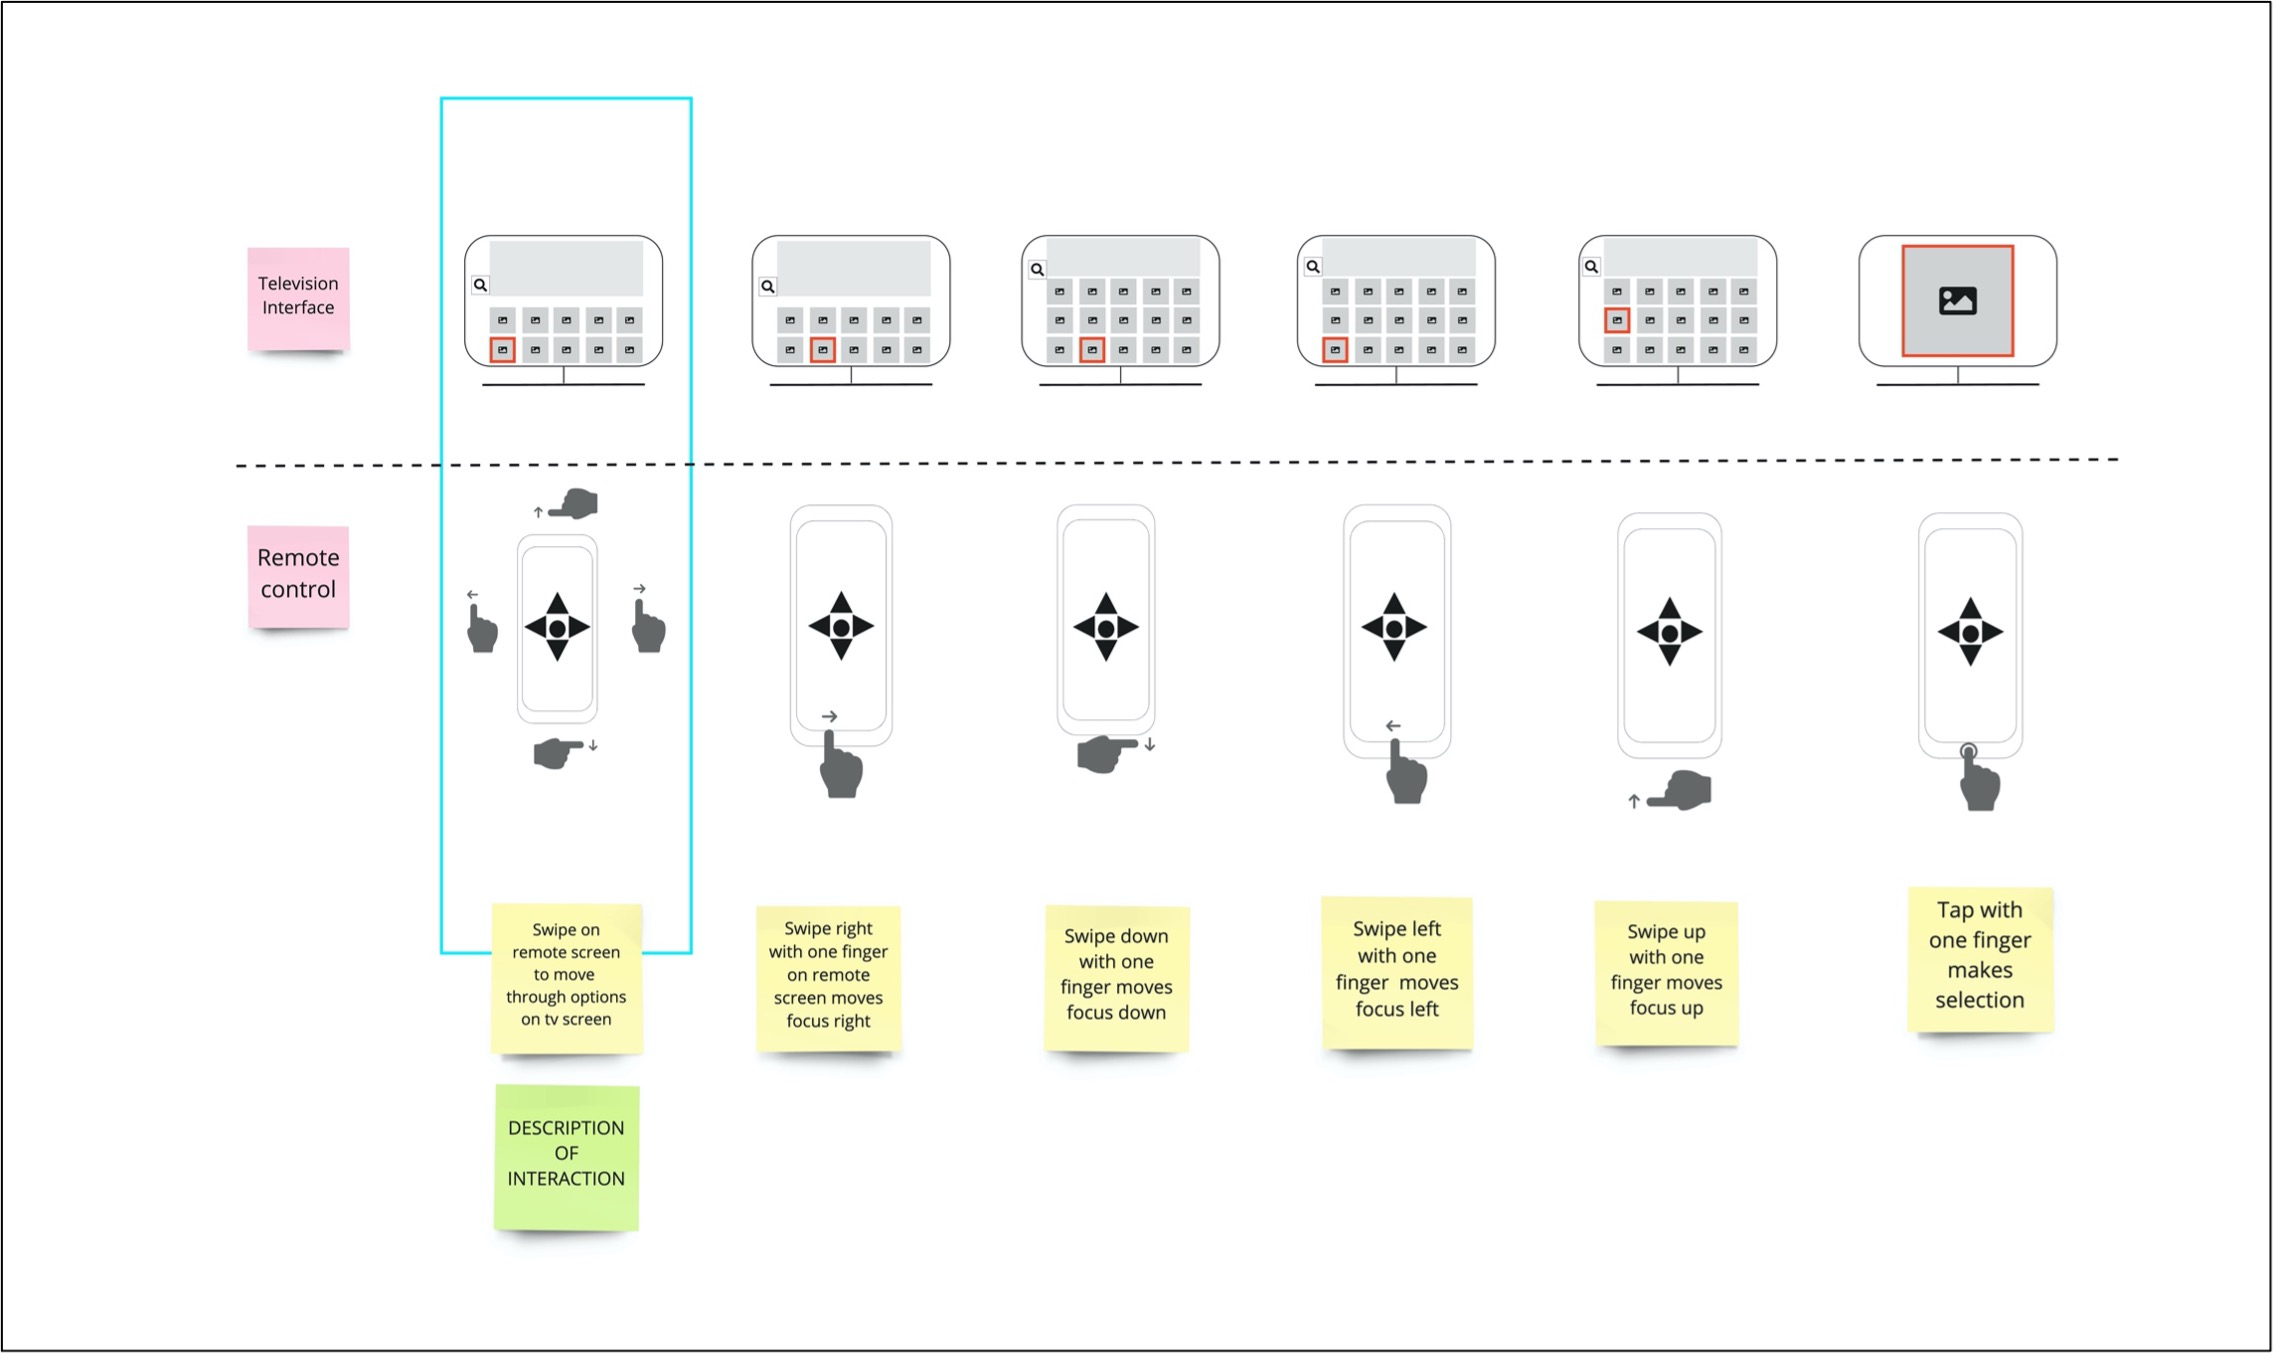 Television
Interface
Remote
control
Swipe on
remote screen
to move
through options
on tv screen
Swipe right
with one finger
on remote
screen moves
focus right
Swipe down
with one
finger moves
focus down
Swipe left
with one
finger moves
focus left
Swipe up
with one
finger moves
focus up
Tap with
one finger
makes
selection
DESCRIPTION
OF
INTERACTION